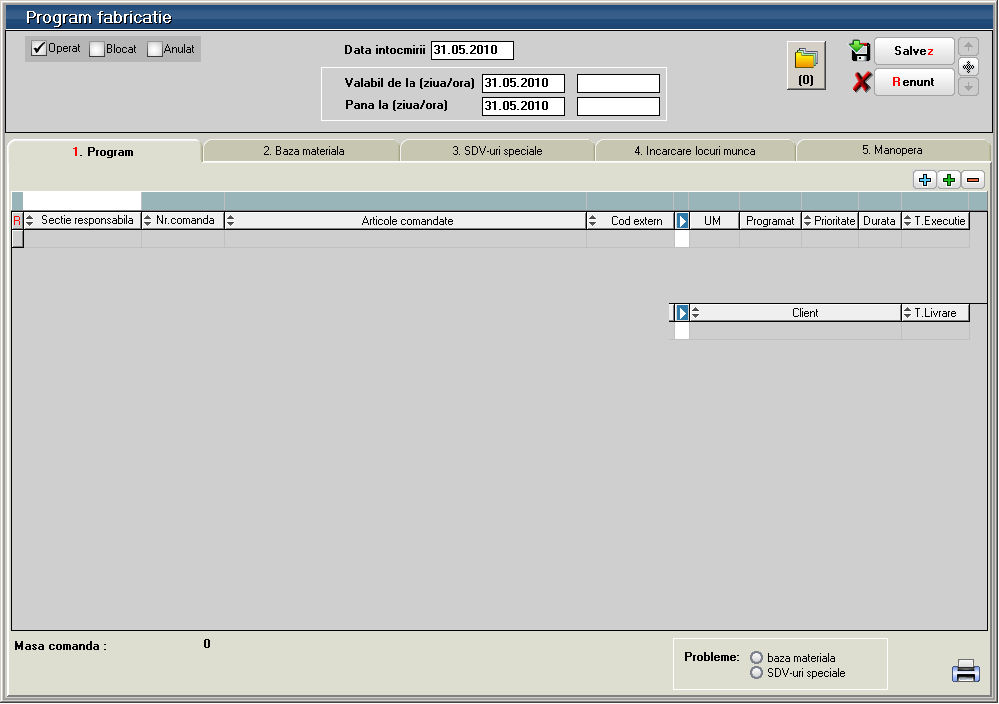 Program fabricatie
Operat Blocat Anulat
Data intocmirii 31.05.2010
Valabil de la (ziua/ora) 31.05.2010
Pana la (ziua/ora) 31.05.2010
(0)
Salvez
Renunt
1. Program 2. Baza materiala 3. SDV-uri speciale 4. Incarcare locuri munca 5. Manopera
R Sectie responsabila Nr.comanda Articole comandate Cod extern UM Programat Prioritate Durata T.Executie
Client T.Livrare
Masa comanda : 0
Probleme: baza materiala
SDV-uri speciale